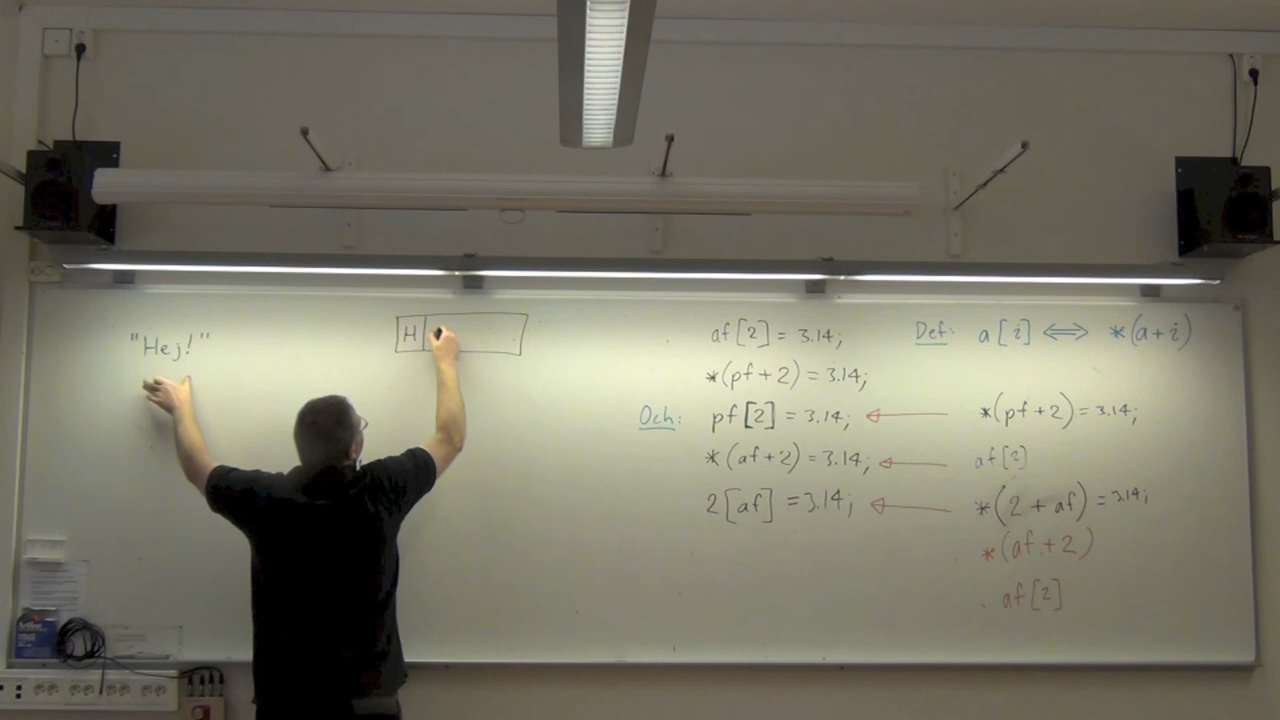 "Hej!"
H
af[2] = 3.14;
Def: a[i] ⟺ *(a+i)
*(pf+2) = 3.14;
Och: pf[2] = 3.14; ← *(pf+2) = 3.14;
*(af+2) = 3.14; ← af[2]
2[af] = 3.14; ← *(2 + af) = 3.14;
*(af+2)
af[2]